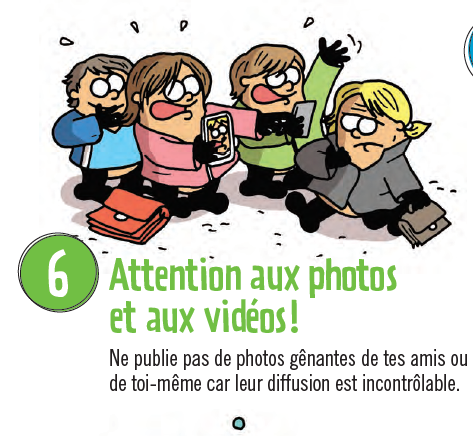 6
Attention aux photos
et aux vidéos!
Ne publie pas de photos gênantes de tes amis ou
de toi-même car leur diffusion est incontrôlable.